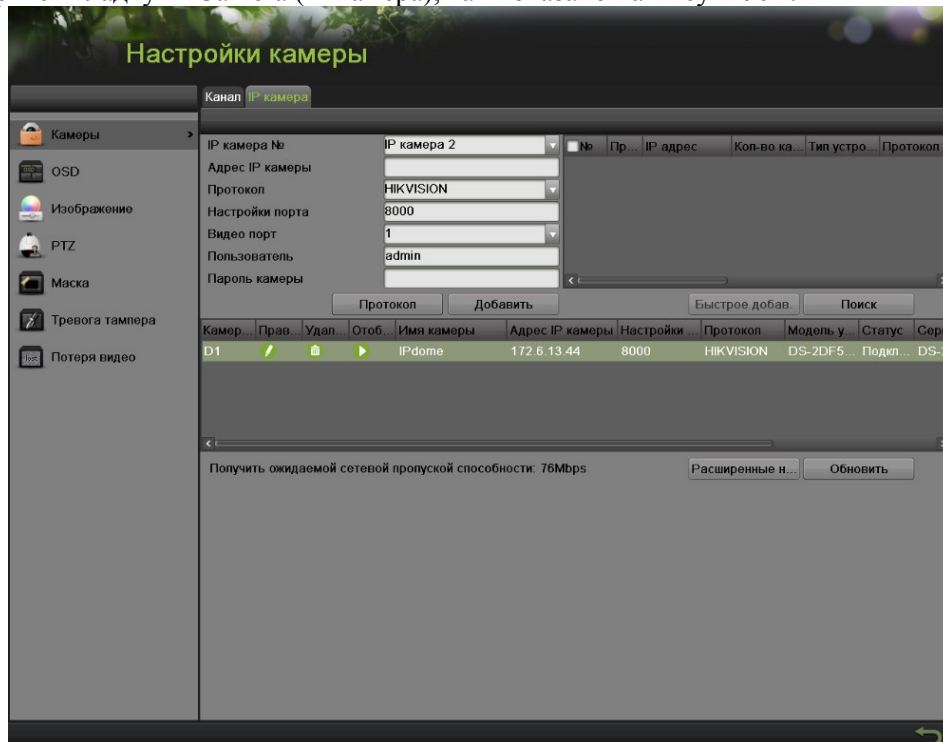 Настройки камеры
Канал IP камера
Камеры
OSD
Изображение
PTZ
Маска
Тревога тампера
Потеря видео
IP камера № IP камера 2
Адрес IP камеры
Протокол HIKVISION
Настройки порта 8000
Видео порт 1
Пользователь admin
Пароль камеры
№ Пр... IP адрес Кол-во ка... Тип устро... Протокол
Протокол Добавить Быстрое добав. Поиск
Камер... Прав... Удал... Отоб... Имя камеры Адрес IP камеры Настройки ... Протокол Модель у... Статус Сер
D1 IPdome 172.6.13.44 8000 HIKVISION DS-2DF5... Подкл... DS-
Получить ожидаемой сетевой пропуской способности: 76Mbps Расширенные н... Обновить